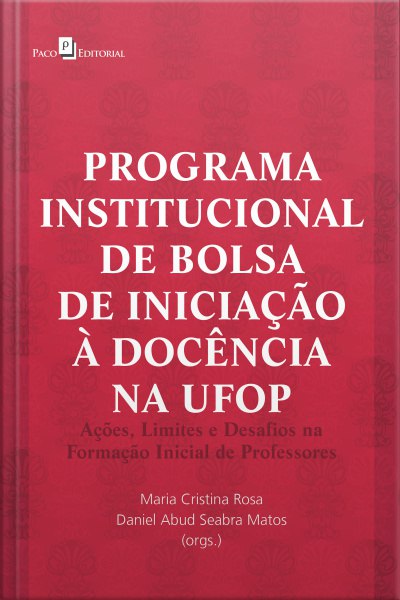 PACO EDITORIAL
PROGRAMA
INSTITUCIONAL
DE BOLSA
DE INICIAÇÃO
À DOCÊNCIA
NA UFOP
Ações, Limites e Desafios na
Formação Inicial de Professores
Maria Cristina Rosa
Daniel Abud Seabra Matos
(orgs.)